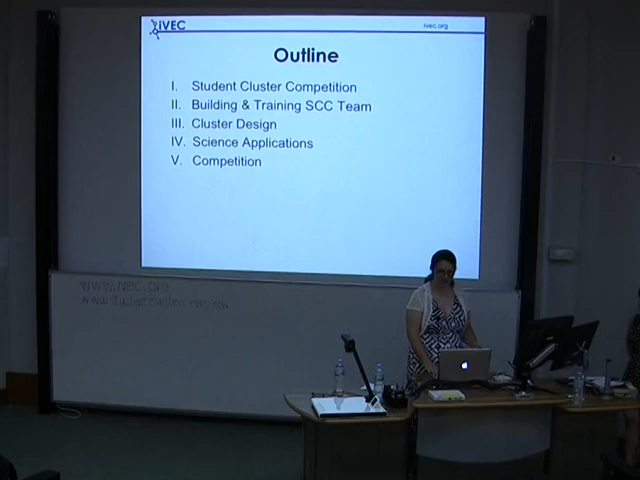 iVEC
ivec.org
Outline
I. Student Cluster Competition
II. Building & Training SCC Team
III. Cluster Design
IV. Science Applications
V. Competition
www.ivec.org